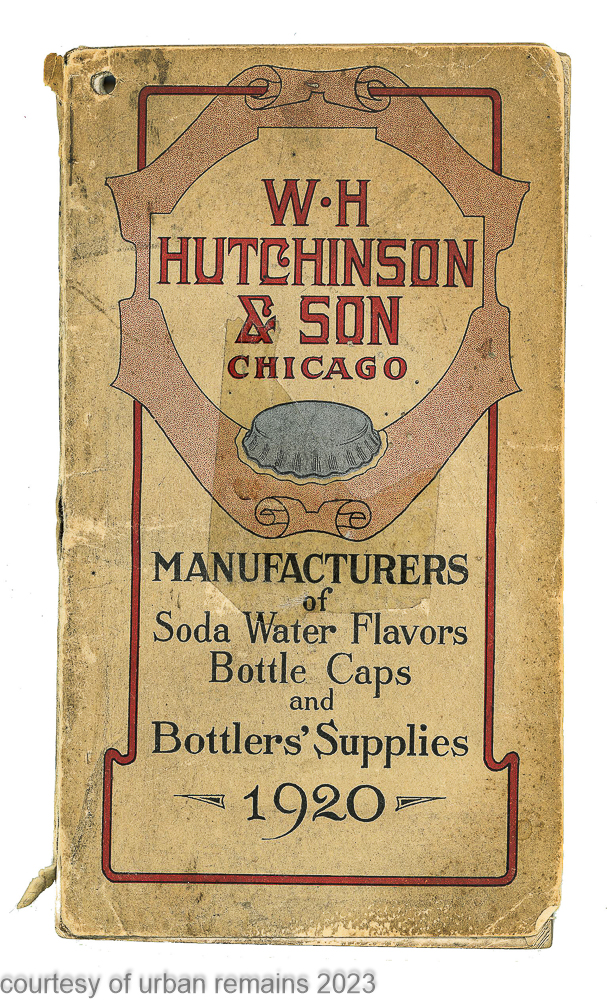 W·H
HUTCHINSON
& SON
CHICAGO
MANUFACTURERS
of
Soda Water Flavors
Bottle Caps
and
Bottlers' Supplies
1920
courtesy of urban remains 2023